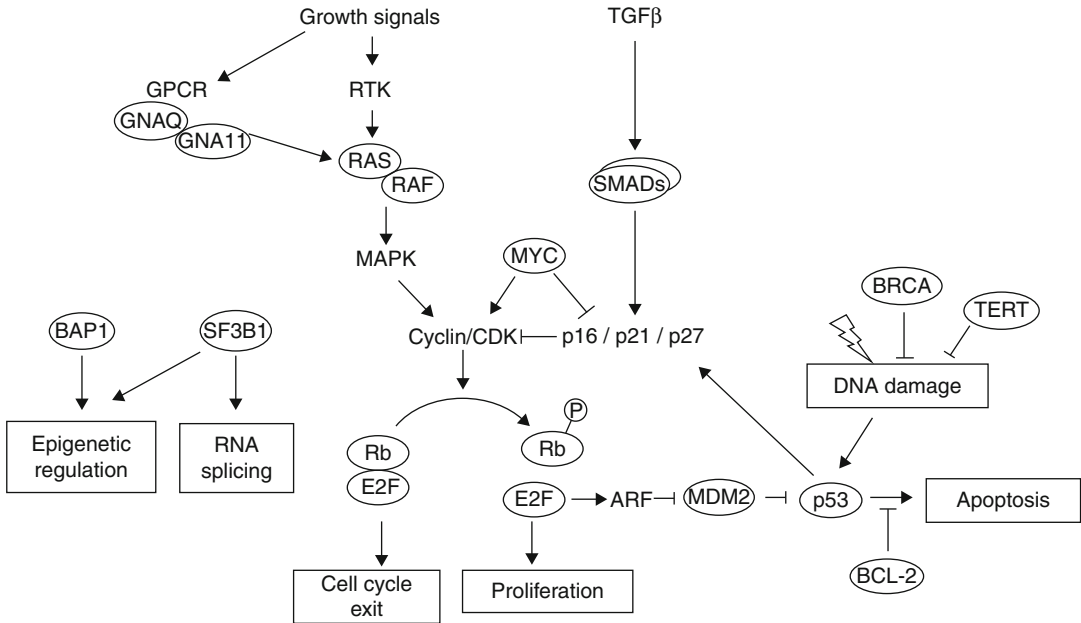 Growth signals
TGFβ
GPCR
RTK
GNAQ
GNA11
RAS
RAF
SMADs
MAPK
MYC
BRCA
TERT
BAP1
SF3B1
Cyclin/CDK
p16 / p21 / p27
DNA damage
Epigenetic
regulation
RNA
splicing
Rb
E2F
P
Rb
E2F
ARF
MDM2
p53
Apoptosis
BCL-2
Cell cycle
exit
Proliferation